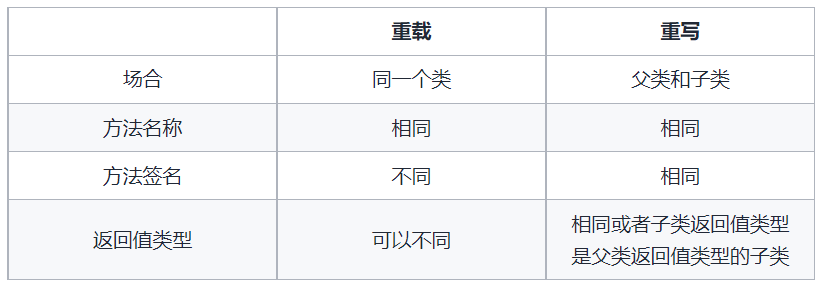 重载 重写
场合 同一个类 父类和子类
方法名称 相同 相同
方法签名 不同 相同
返回值类型 可以不同 相同或者子类返回值类型
是父类返回值类型的子类